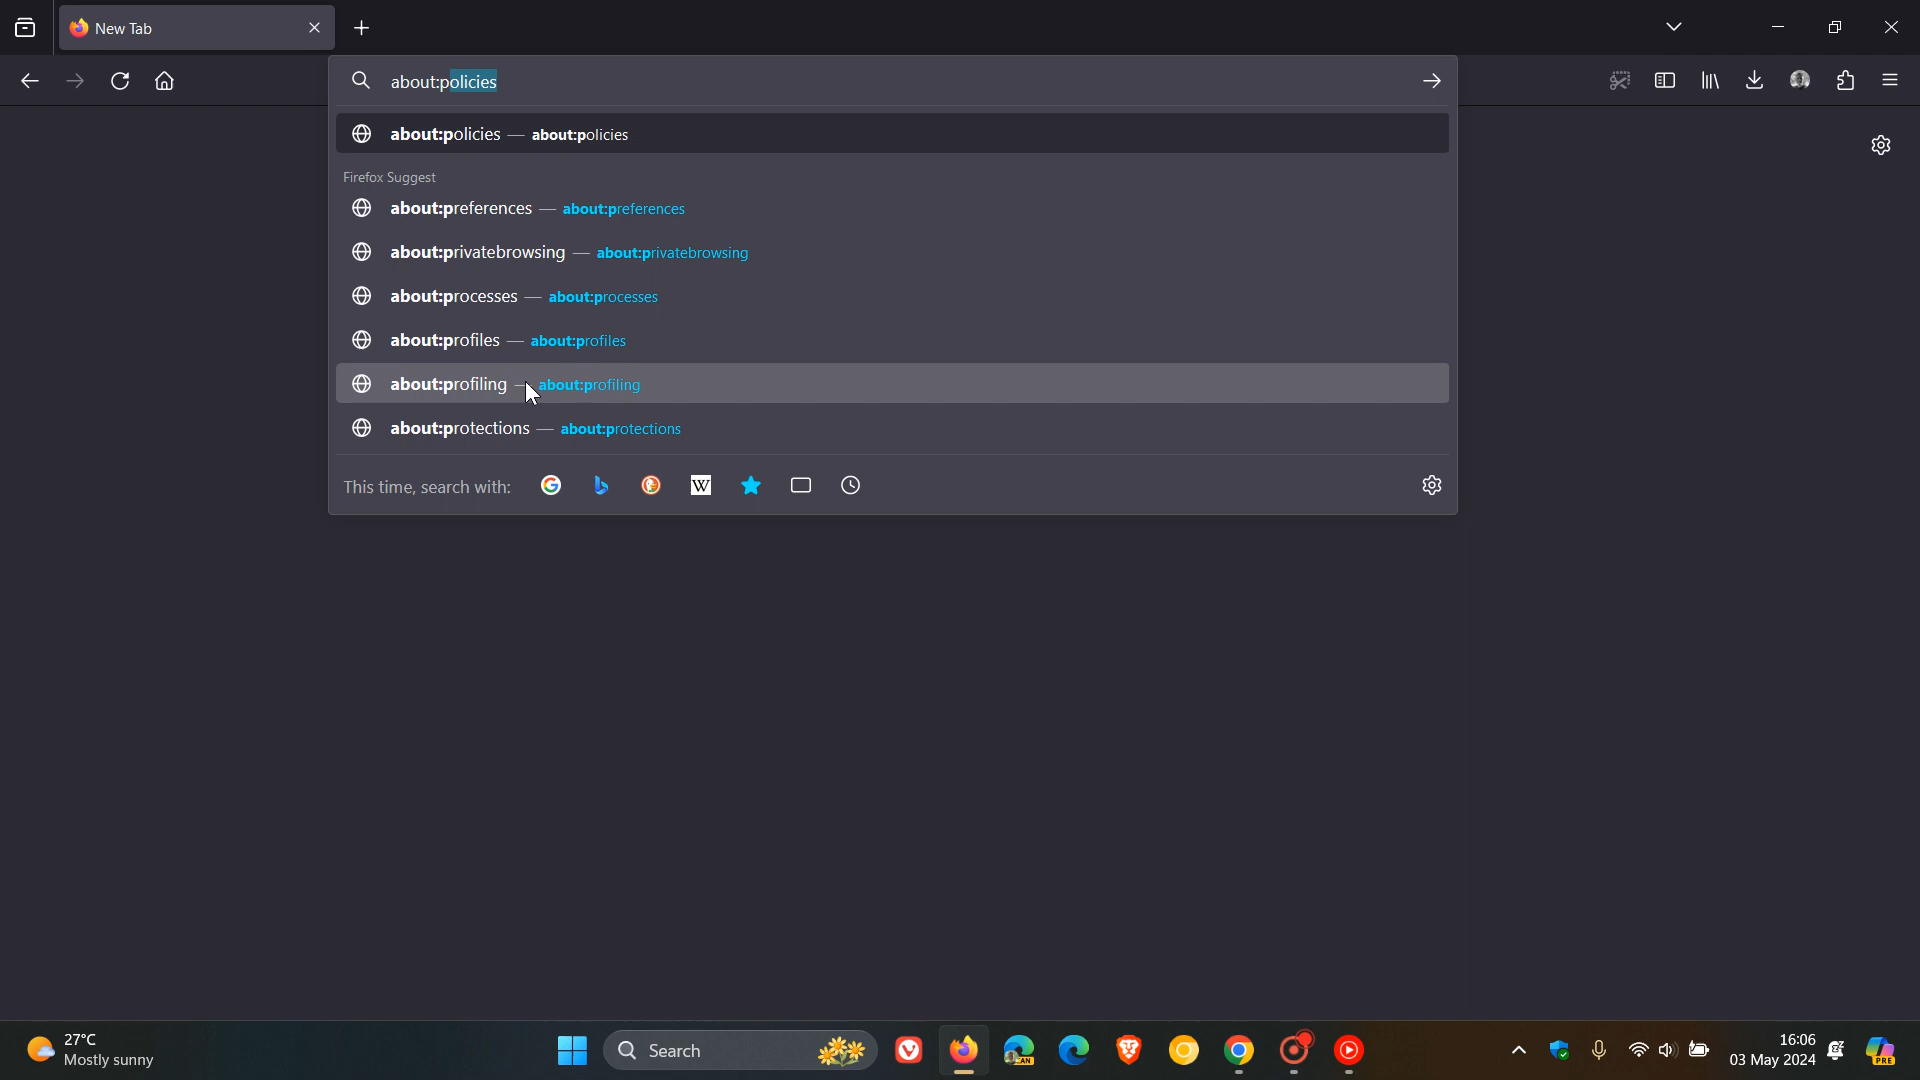 New Tab
about:policies
about:policies — about:policies
Firefox Suggest
about:preferences — about:preferences
about:privatebrowsing — about:privatebrowsing
about:processes — about:processes
about:profiles — about:profiles
about:profiling — about:profiling
about:protections — about:protections
This time, search with:
W
27°C
Mostly sunny
Search
CAN
16:06
03 May 2024
PRE